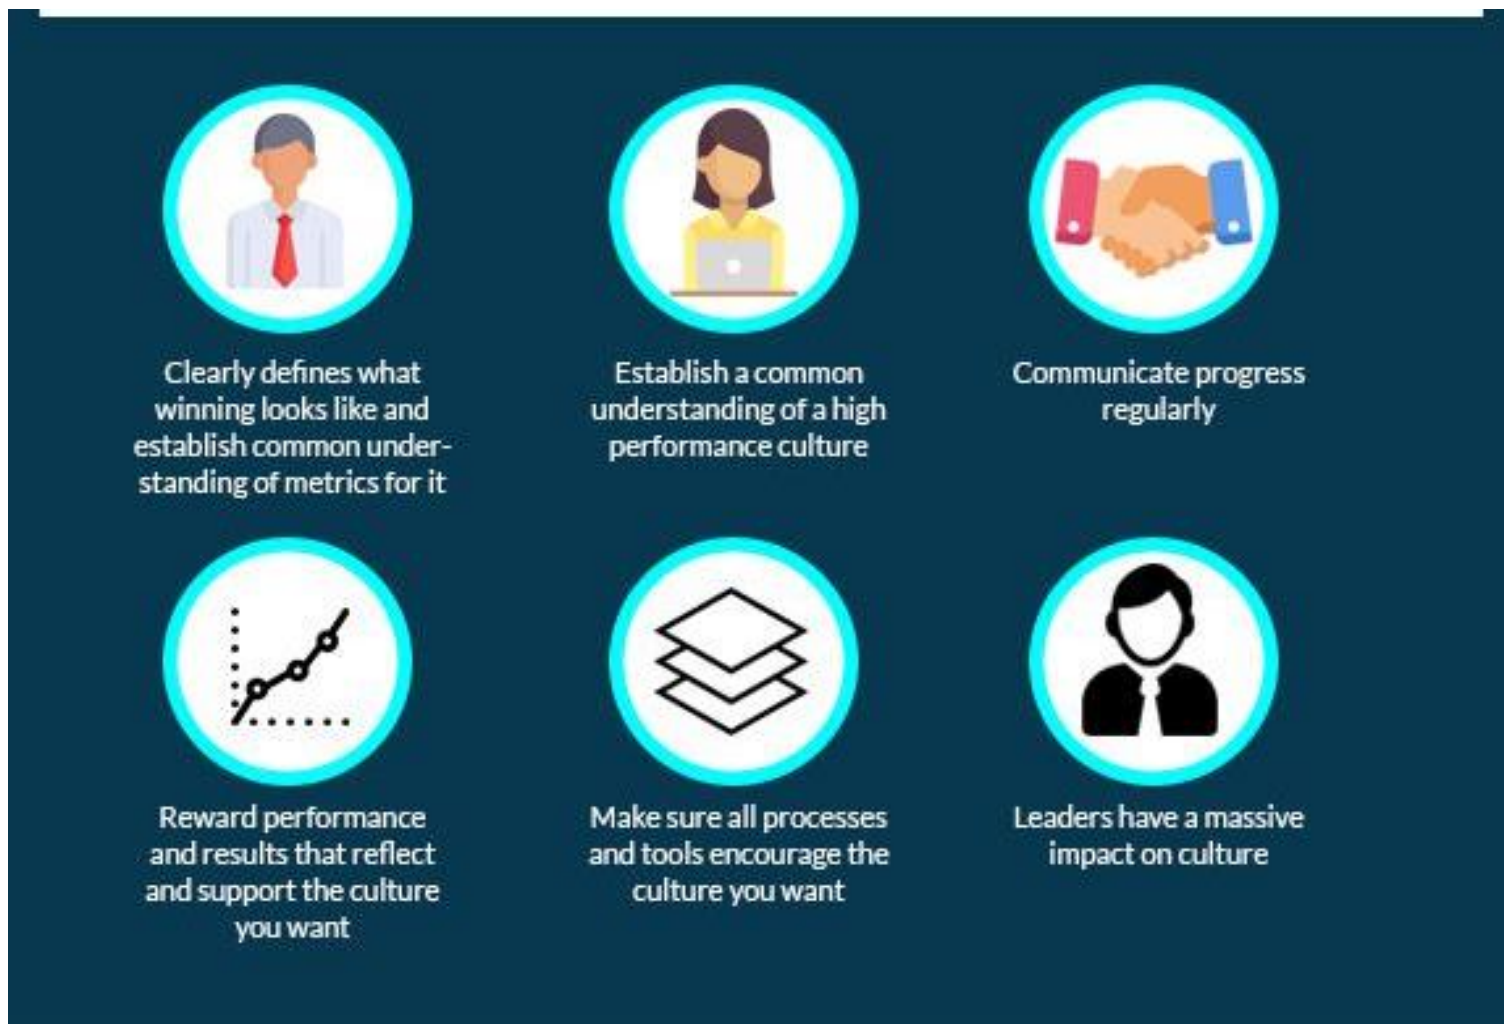 Clearly defines what
winning looks like and
establish common under-
standing of metrics for it
Establish a common
understanding of a high
performance culture
Communicate progress
regularly
Reward performance
and results that reflect
and support the culture
you want
Make sure all processes
and tools encourage the
culture you want
Leaders have a massive
impact on culture